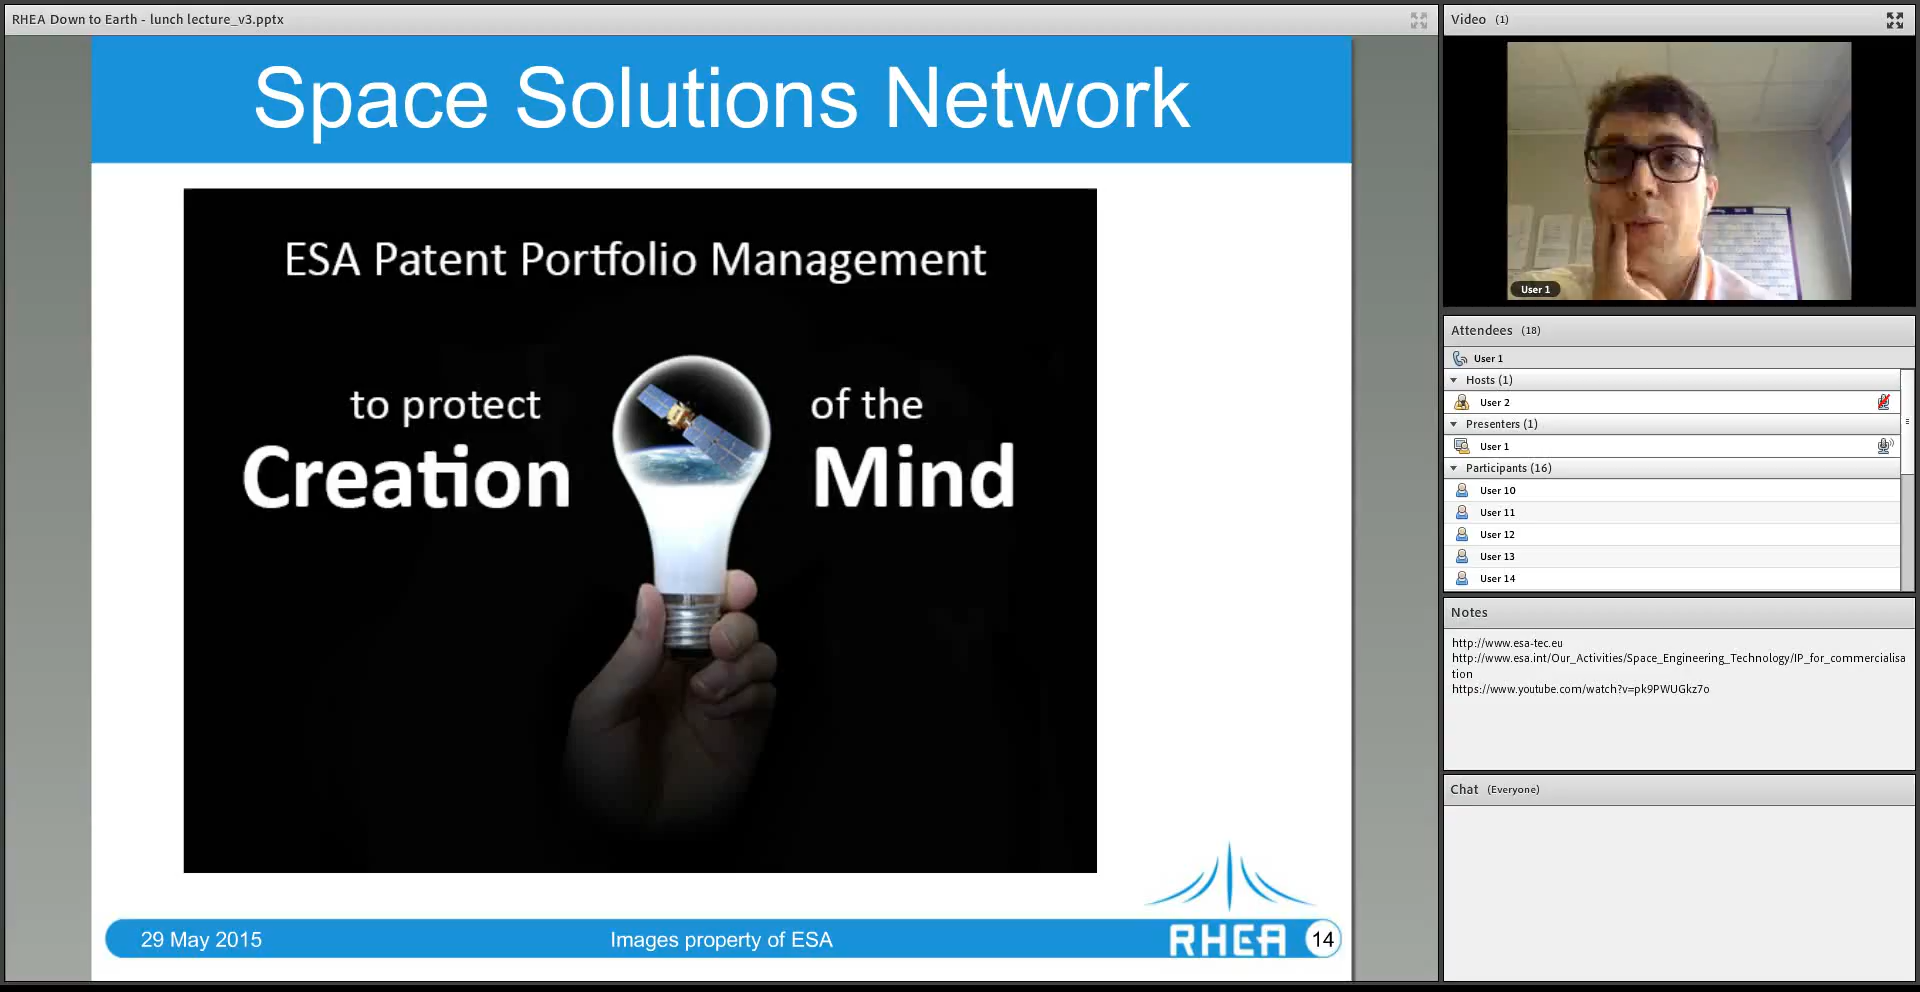 RHEA Down to Earth - lunch lecture_v3.pptx
Space Solutions Network
ESA Patent Portfolio Management
to protect
Creation
of the
Mind
29 May 2015
Images property of ESA
RHEA
14
Video (1)
User 1
Attendees (18)
User 1
Hosts (1)
User 2
Presenters (1)
User 1
Participants (16)
User 10
User 11
User 12
User 13
User 14
Notes
http://www.esa-tec.eu
http://www.esa.int/Our_Activities/Space_Engineering_Technology/IP_for_commercialisa
tion
https://www.youtube.com/watch?v=pk9PWUGkz7o
Chat (Everyone)